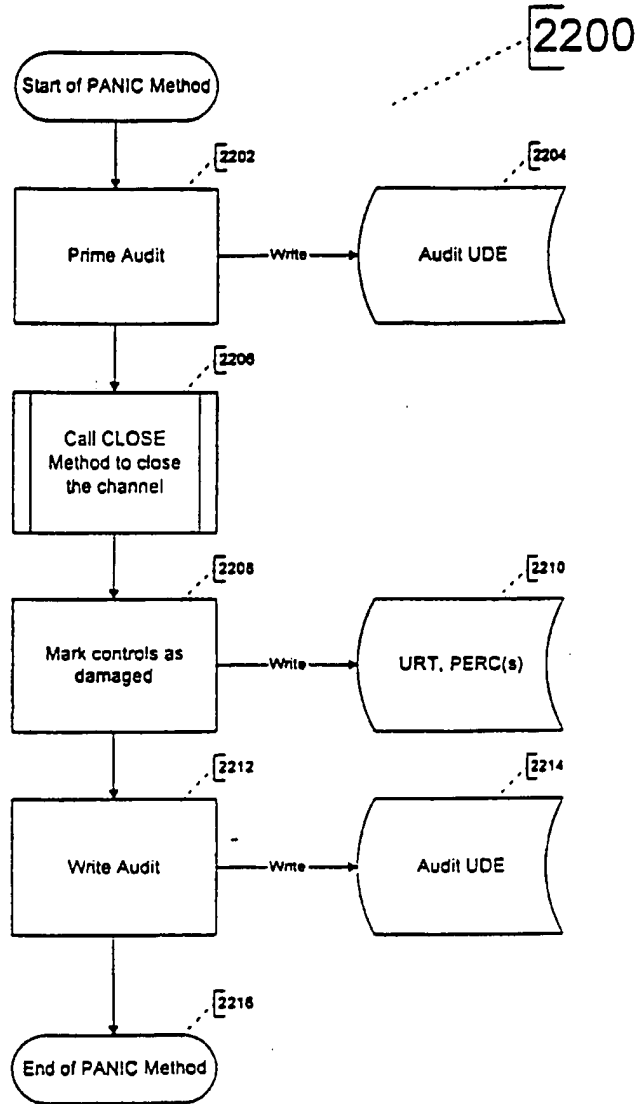 2200
Start of PANIC Method
2202
2204
Prime Audit
Write
Audit UDE
2206
Call CLOSE
Method to close
the channel
2208
2210
Mark controls as
damaged
Write
URT, PERC(s)
2212
2214
Write Audit
Write
Audit UDE
2216
End of PANIC Method